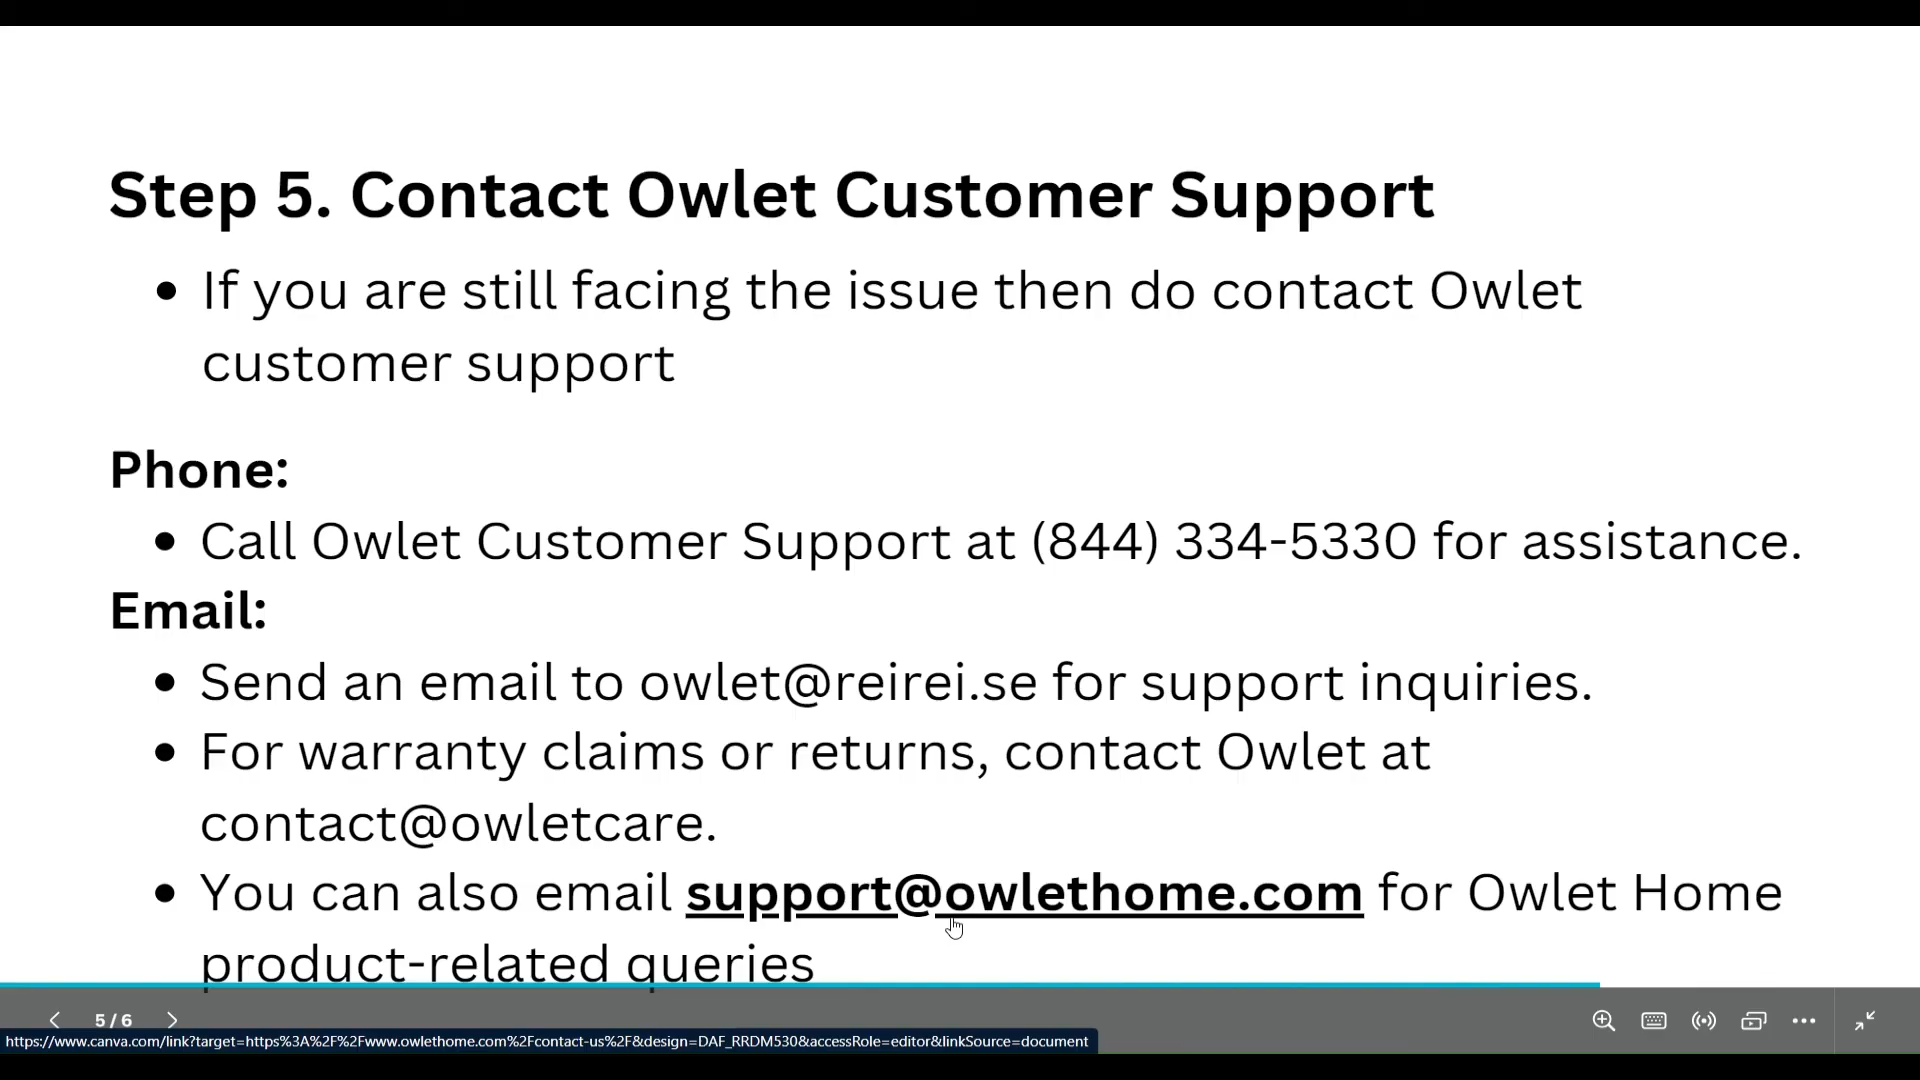 Step 5. Contact Owlet Customer Support
• If you are still facing the issue then do contact Owlet
customer support
Phone:
• Call Owlet Customer Support at (844) 334-5330 for assistance.
Email:
• Send an email to owlet@reirei.se for support inquiries.
• For warranty claims or returns, contact Owlet at
contact@owletcare.
• You can also email support@owlethome.com for Owlet Home
product-related queries
5 / 6
https://www.canva.com/link?target=https%3A%2F%2Fwww.owlethome.com%2Fcontact-us%2F&design=DAF_RRDM530&accessRole=editor&linkSource=document